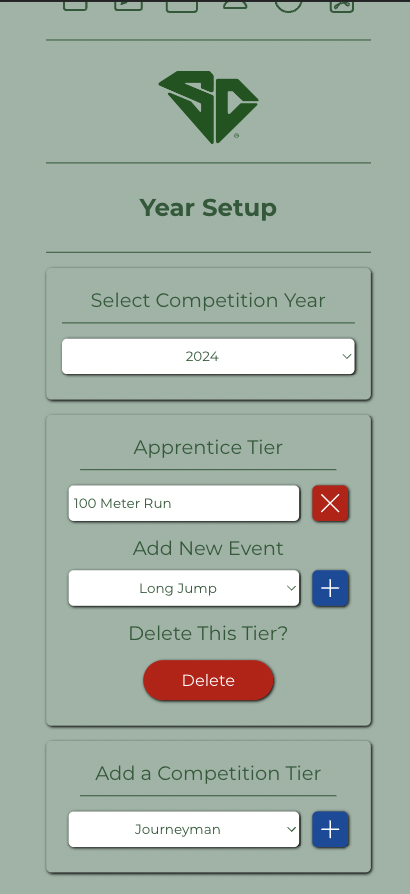 SC
®
Year Setup
Select Competition Year
2024
Apprentice Tier
100 Meter Run
Add New Event
Long Jump
Delete This Tier?
Delete
Add a Competition Tier
Journeyman